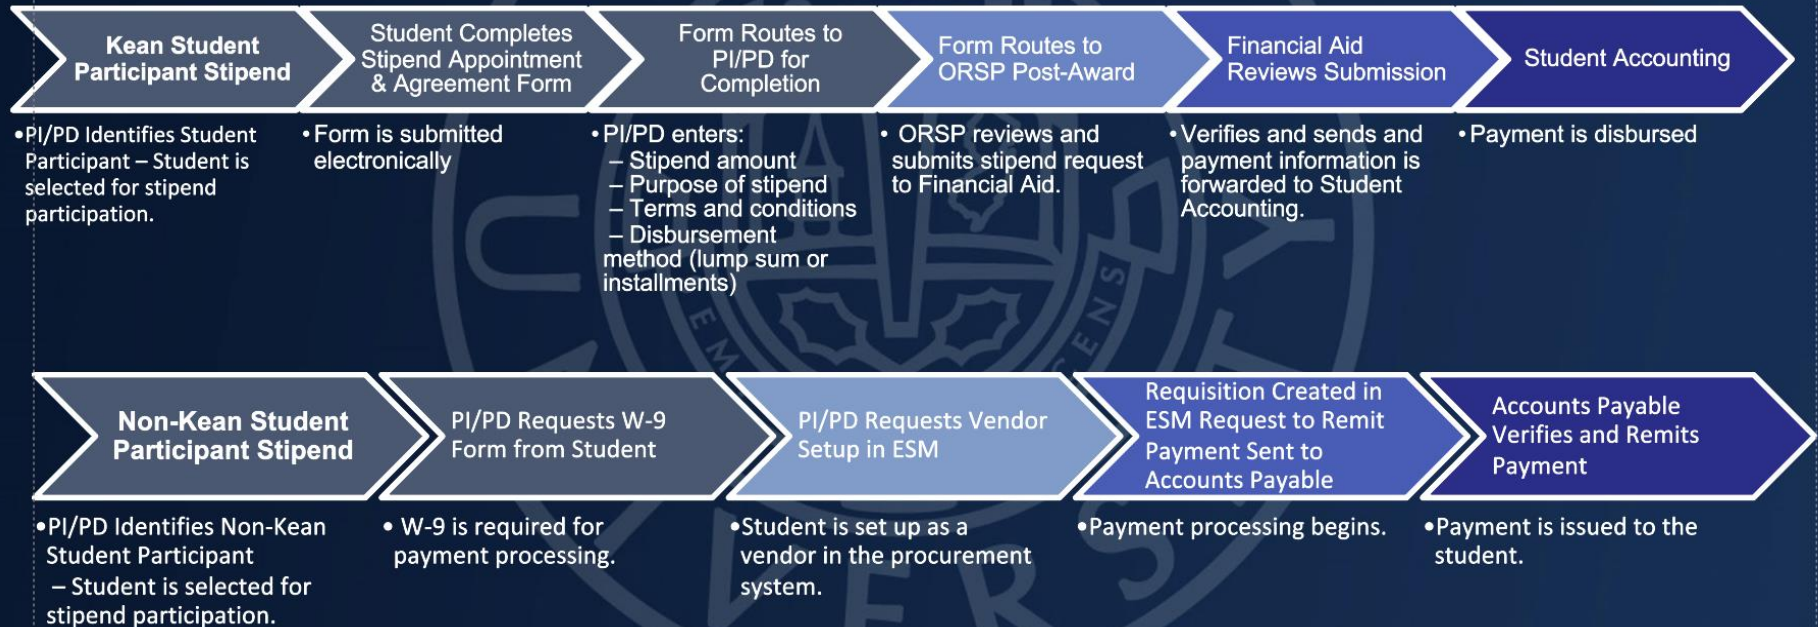 Kean Student
Participant Stipend
Student Completes
Stipend Appointment
& Agreement Form
Form Routes to
PI/PD for
Completion
Form Routes to
ORSP Post-Award
Financial Aid
Reviews Submission
Student Accounting
•PI/PD Identifies Student
Participant – Student is
selected for stipend
participation.
• Form is submitted
electronically
• PI/PD enters:
– Stipend amount
– Purpose of stipend
– Terms and conditions
– Disbursement
method (lump sum or
installments)
• ORSP reviews and
submits stipend request
to Financial Aid.
• Verifies and sends and
payment information is
forwarded to Student
Accounting.
• Payment is disbursed
Non-Kean Student
Participant Stipend
PI/PD Requests W-9
Form from Student
PI/PD Requests Vendor
Setup in ESM
Requisition Created in
ESM Request to Remit
Payment Sent to
Accounts Payable
Accounts Payable
Verifies and Remits
Payment
•PI/PD Identifies Non-Kean
Student Participant
– Student is selected for
stipend participation.
• W-9 is required for
payment processing.
•Student is set up as a
vendor in the procurement
system.
•Payment processing begins.
•Payment is issued to the
student.